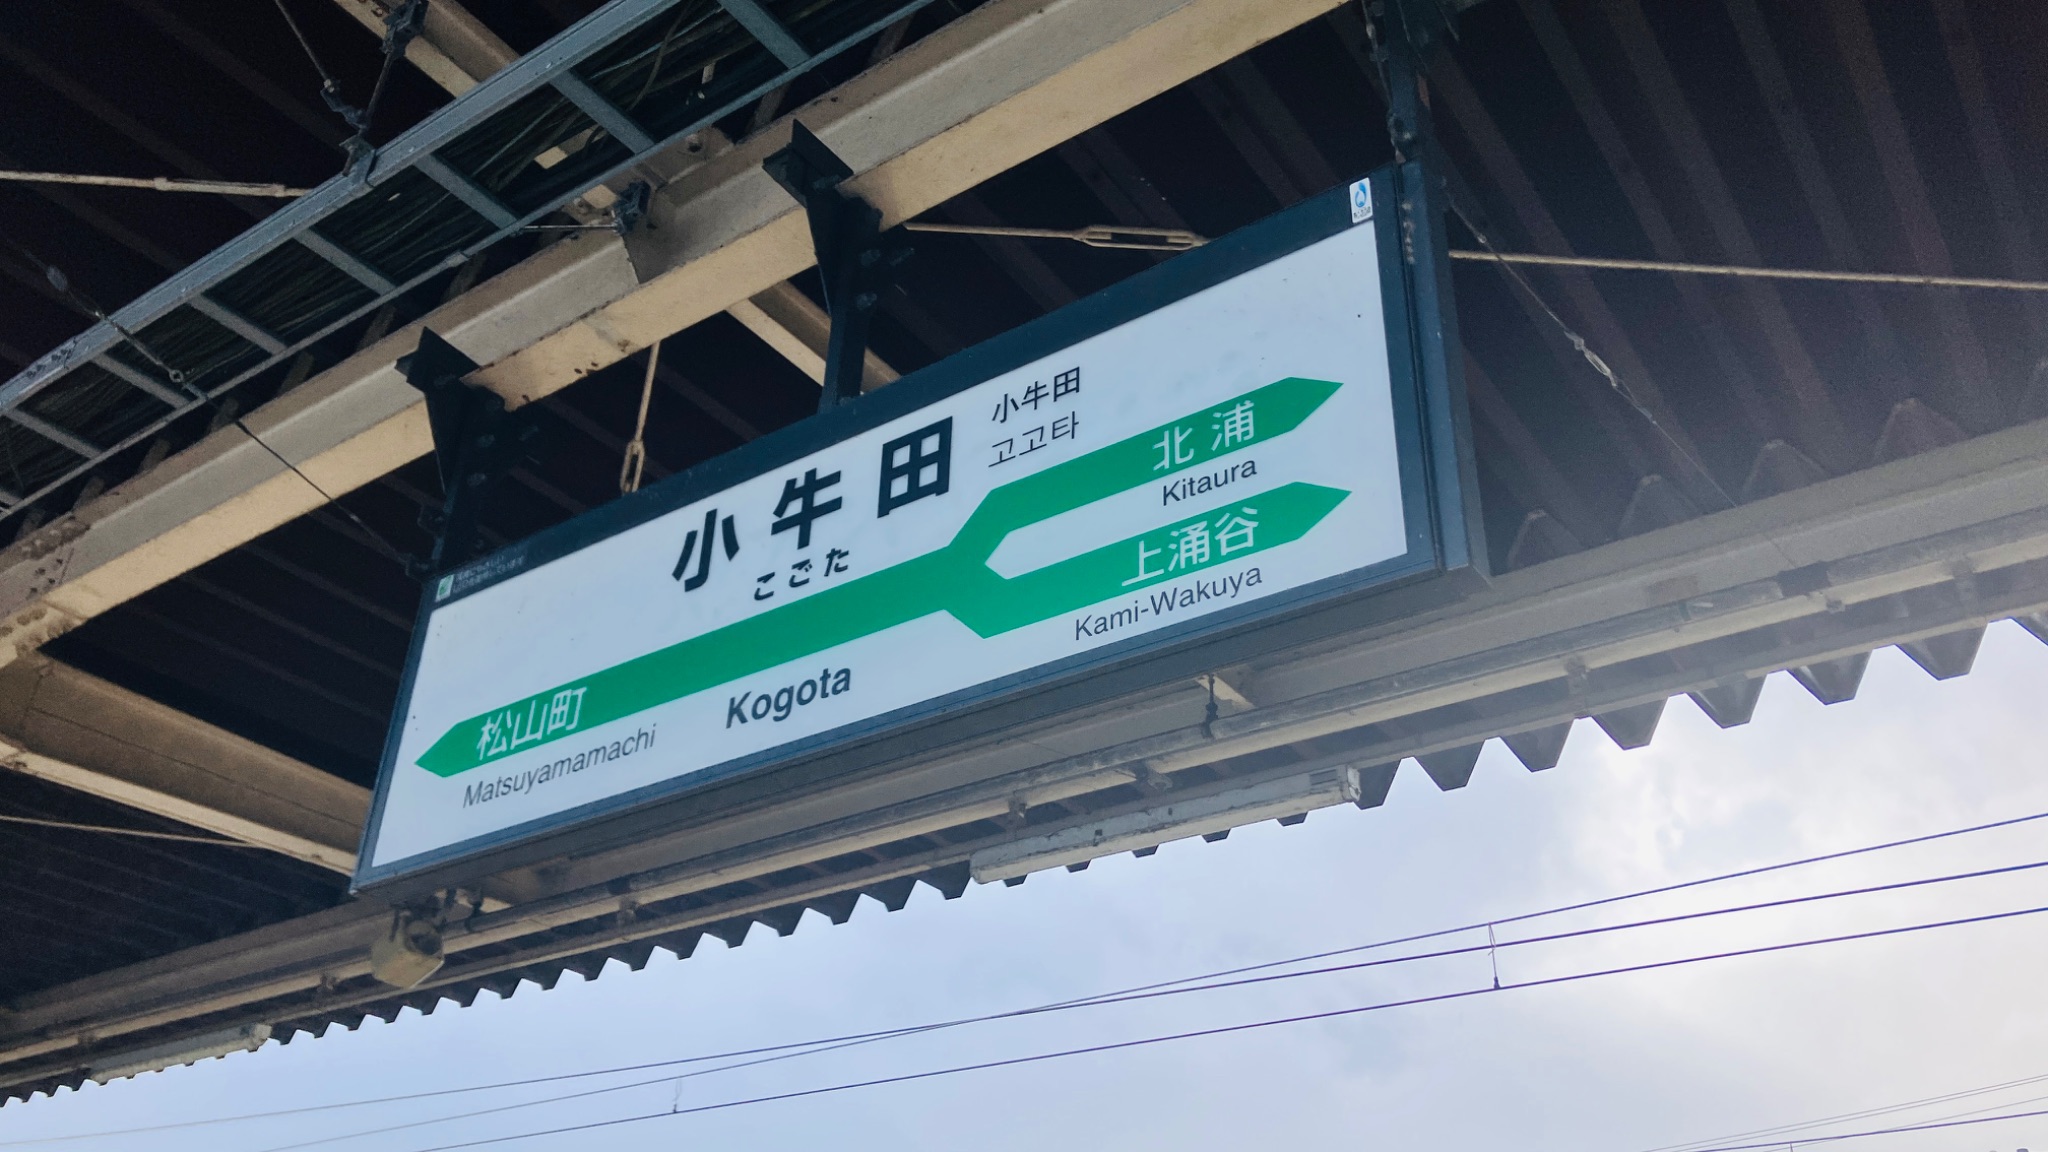 小牛田
こごた
小牛田
고고타
北浦
Kitaura
上涌谷
Kami-Wakuya
松山町
Matsuyamamachi
Kogota